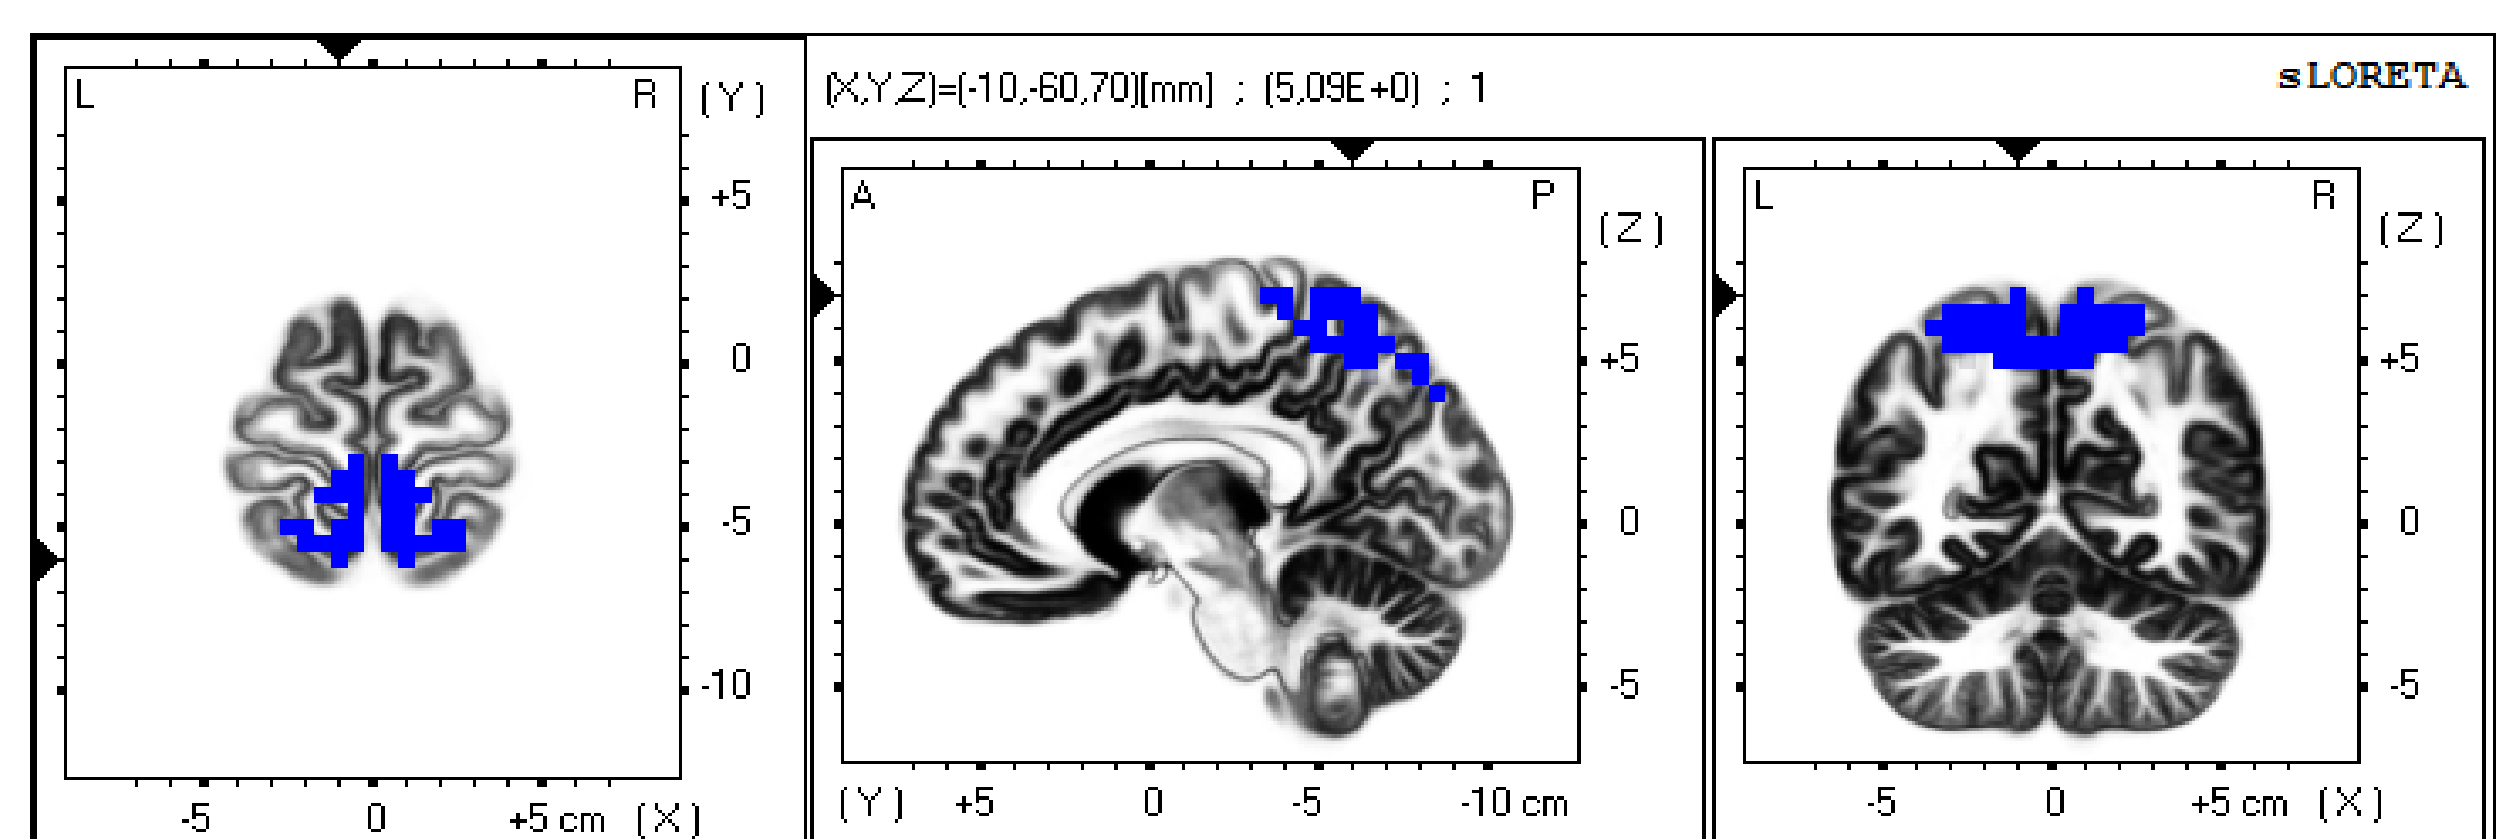 (X,Y,Z)=(-10,-60,70)[mm] ; (5,09E+0) ; 1
sLORETA
L R (Y)
+5
0
-5
-10
-5 0 +5 cm (X)
A P (Z)
+5
0
-5
(Y) +5 0 -5 -10 cm
L R (Z)
+5
0
-5
-5 0 +5 cm (X)